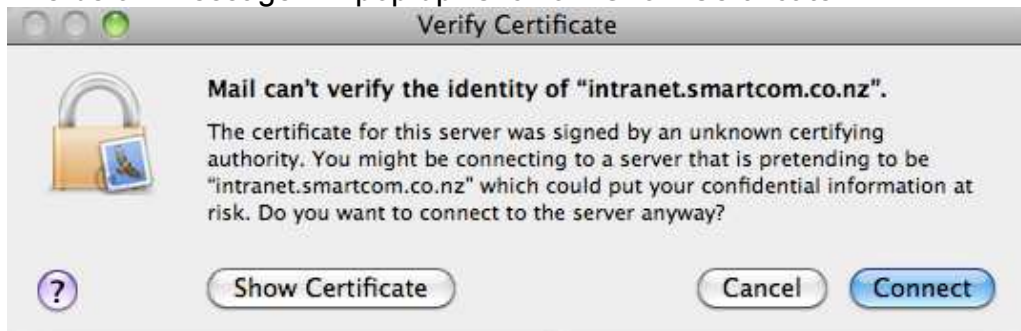 Verify Certificate
Mail can't verify the identity of "intranet.smartcom.co.nz".
The certificate for this server was signed by an unknown certifying
authority. You might be connecting to a server that is pretending to be
"intranet.smartcom.co.nz" which could put your confidential information at
risk. Do you want to connect to the server anyway?
?
Show Certificate
Cancel
Connect